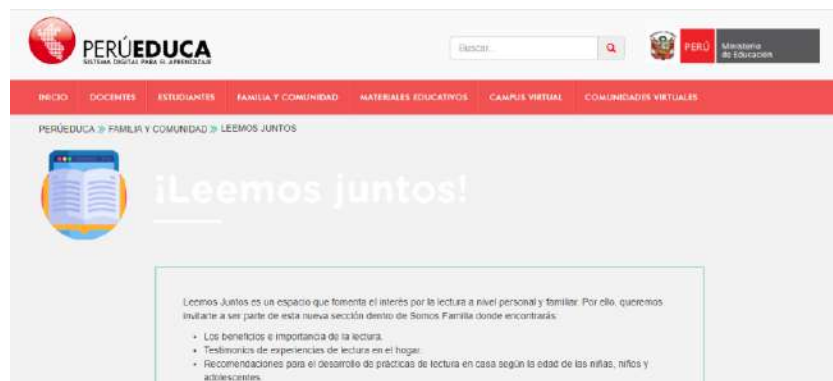 PERÚEDUCA
SISTEMA DIGITAL PARA EL APRENDIZAJE
Buscar...
PERÚ
Ministerio
de Educación
INICIO DOCENTES ESTUDIANTES FAMILIA Y COMUNIDAD MATERIALES EDUCATIVOS CAMPUS VIRTUAL COMUNIDADES VIRTUALES
PERÚEDUCA » FAMILIA Y COMUNIDAD » LEEMOS JUNTOS
¡Leemos juntos!
Leemos Juntos es un espacio que fomenta el interés por la lectura a nivel personal y familiar. Por ello, queremos
invitarte a ser parte de esta nueva sección dentro de Somos Familia donde encontrarás:
• Los beneficios e importancia de la lectura.
• Testimonios de experiencias de lectura en el hogar.
• Recomendaciones para el desarrollo de prácticas de lectura en casa según la edad de las niñas, niños y
adolescentes